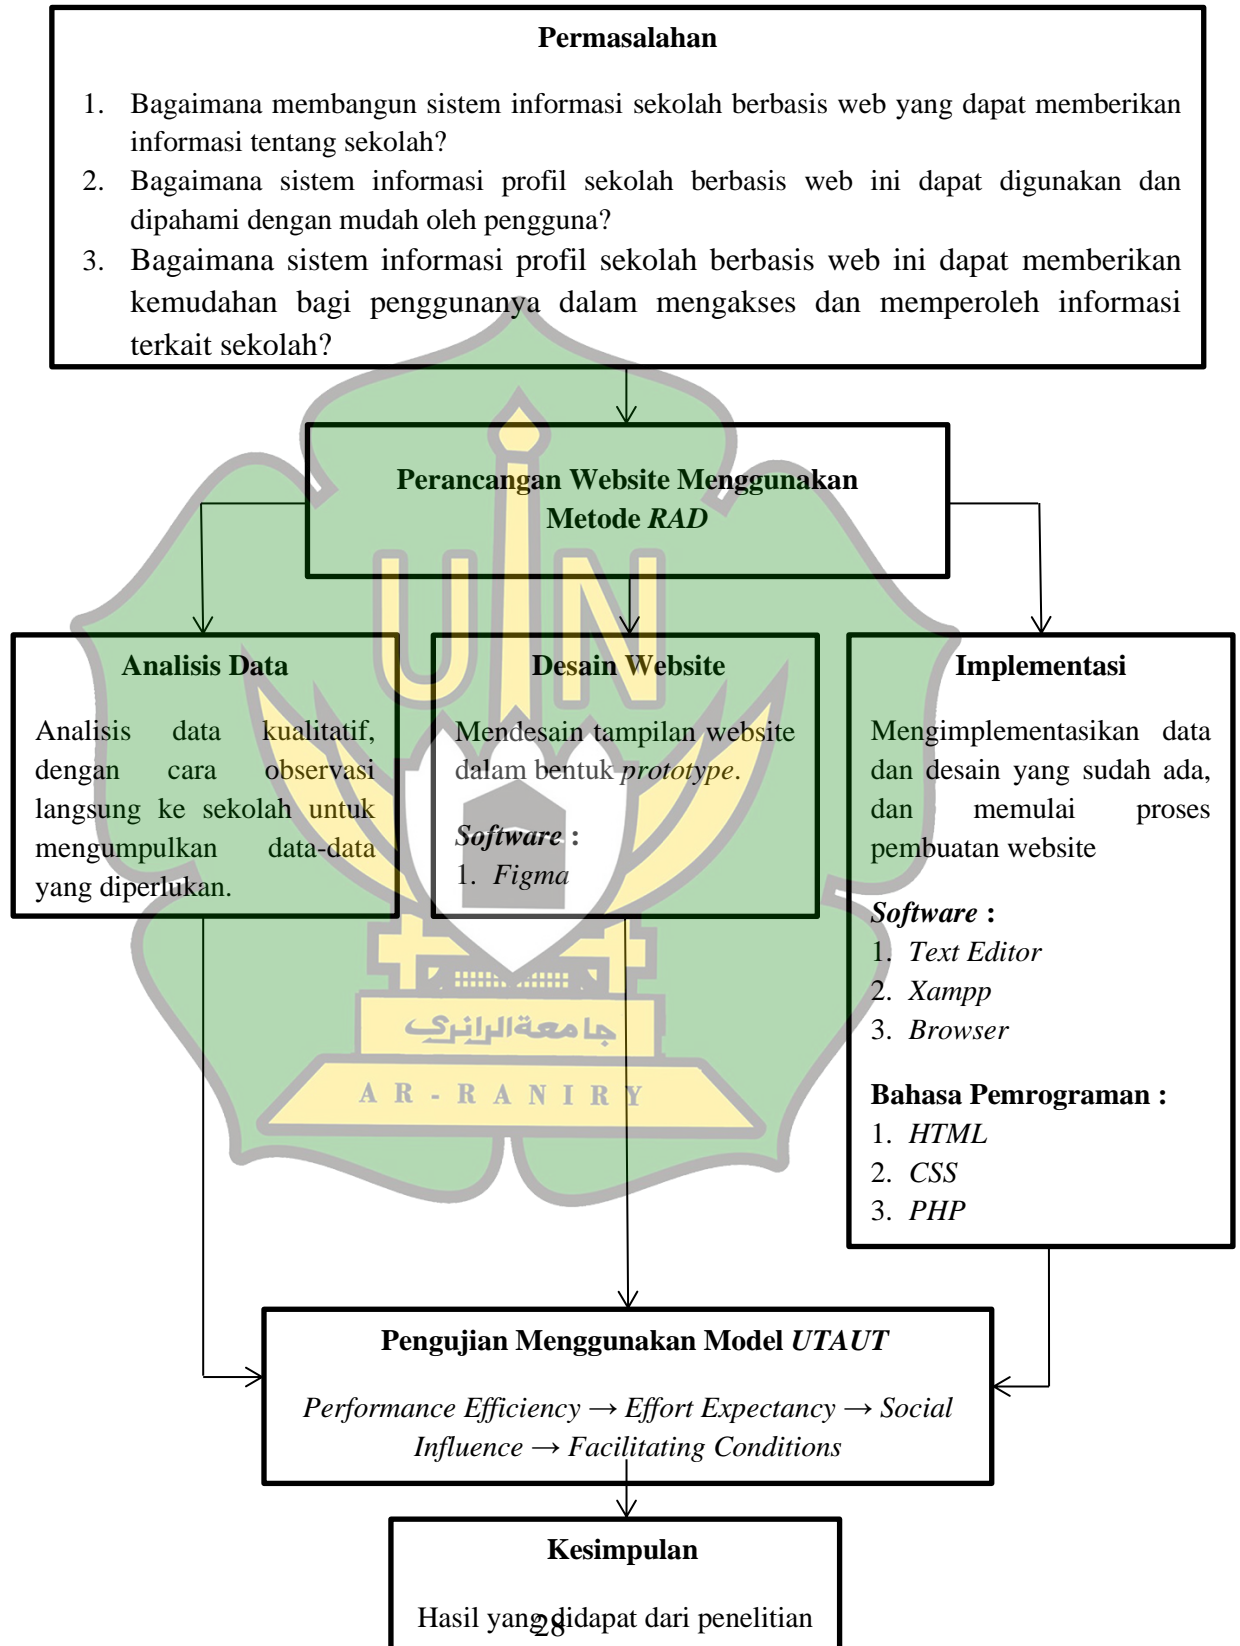 Permasalahan
1. Bagaimana membangun sistem informasi sekolah berbasis web yang dapat memberikan
informasi tentang sekolah?
2. Bagaimana sistem informasi profil sekolah berbasis web ini dapat digunakan dan
dipahami dengan mudah oleh pengguna?
3. Bagaimana sistem informasi profil sekolah berbasis web ini dapat memberikan
kemudahan bagi penggunanya dalam mengakses dan memperoleh informasi
terkait sekolah?
Perancangan Website Menggunakan
Metode RAD
UIN
Analisis Data
Analisis data kualitatif,
dengan cara observasi
langsung ke sekolah untuk
mengumpulkan data-data
yang diperlukan.
Desain Website
Mendesain tampilan website
dalam bentuk prototype.
Software :
1. Figma
Implementasi
Mengimplementasikan data
dan desain yang sudah ada,
dan memulai proses
pembuatan website
Software :
1. Text Editor
2. Xampp
3. Browser
Bahasa Pemrograman :
1. HTML
2. CSS
3. PHP
جامعة الرانري
AR-RANIRY
Pengujian Menggunakan Model UTAUT
Performance Efficiency → Effort Expectancy → Social
Influence → Facilitating Conditions
Kesimpulan
Hasil yang didapat dari penelitian
28